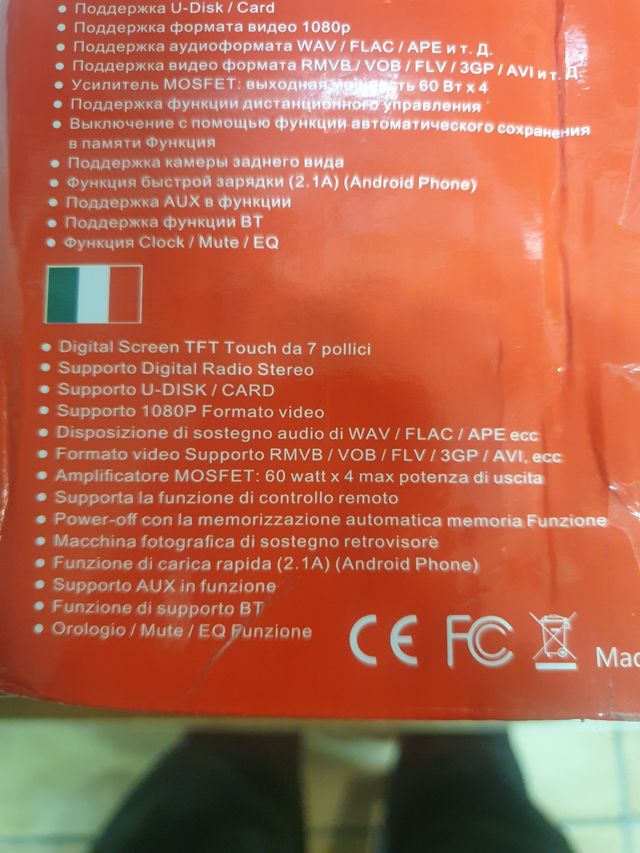 • Поддержка U-Disk / Card
• Поддержка формата видео 1080p
• Поддержка аудиоформата WAV / FLAC / APE и т. Д.
• Поддержка видео формата RMVB / VOB / FLV / 3GP / AVI и т. Д.
• Усилитель MOSFET: выходная мощность 60 Вт x 4
• Поддержка функции дистанционного управления
• Выключение с помощью функции автоматического сохранения
в памяти Функция
• Поддержка камеры заднего вида
• Функция быстрой зарядки (2.1A) (Android Phone)
• Поддержка AUX в функции
• Поддержка функции BT
• Функция Clock / Mute / EQ
• Digital Screen TFT Touch da 7 pollici
• Supporto Digital Radio Stereo
• Supporto U-DISK / CARD
• Supporto 1080P Formato video
• Disposizione di sostegno audio di WAV / FLAC / APE ecc
• Formato video Supporto RMVB / VOB / FLV / 3GP / AVI, ecc
• Amplificatore MOSFET: 60 watt x 4 max potenza di uscita
• Supporta la funzione di controllo remoto
• Power-off con la memorizzazione automatica memoria Funzione
• Macchina fotografica di sostegno retrovisore
• Funzione di carica rapida (2.1A) (Android Phone)
• Supporto AUX in funzione
• Funzione di supporto BT
• Orologio / Mute / EQ Funzione
CE FC Mad